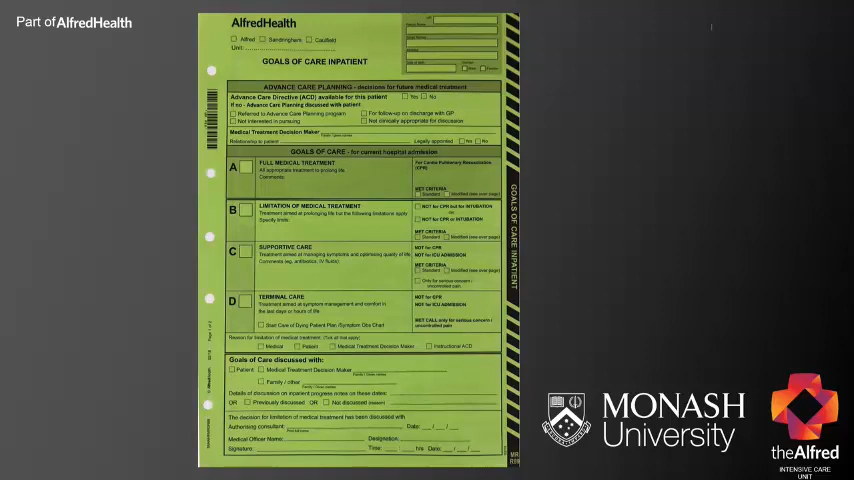 Part of AlfredHealth
AlfredHealth
Alfred Sandringham Caulfield
Unit:
GOALS OF CARE INPATIENT
ADVANCE CARE PLANNING - decisions for future medical treatment
Advance Care Directive (ACD) available for this patient Yes No
If no - Advance Care Planning discussed with patient
Referred to Advance Care Planning program For follow-up on discharge with GP
Not interested in pursuing Not clinically appropriate for discussion
Medical Treatment Decision Maker
Relationship to patient Legally appointed Yes No
GOALS OF CARE - for current hospital admission
A FULL MEDICAL TREATMENT
All appropriate treatment to prolong life
Comments:
For Cardio Pulmonary Resuscitation
(CPR)
MET CRITERIA
Standard Modified (see over page)
B LIMITATION OF MEDICAL TREATMENT
Treatment aimed at prolonging life but the following limitations apply
Specify limits:
NOT for CPR but for INTUBATION
OR
NOT for CPR or INTUBATION
MET CRITERIA
Standard Modified (see over page)
C SUPPORTIVE CARE
Treatment aimed at managing symptoms and optimising quality of life
Comments (eg. antibiotics, IV fluids):
NOT for CPR
NOT for ICU ADMISSION
MET CRITERIA
Standard Modified (see over page)
Only for serious concern /
uncontrolled pain
D TERMINAL CARE
Treatment aimed at symptom management and comfort in
the last days or hours of life
Start Care of Dying Patient Plan /Symptom Obs Chart
NOT for CPR
NOT for ICU ADMISSION
MET CALL only for serious concern /
uncontrolled pain
Reason for limitation of medical treatment:
Medical Patient Medical Treatment Decision Maker Instructional ACD
Goals of Care discussed with:
Patient Medical Treatment Decision Maker
Family / other
Details of discussion in inpatient progress notes on these dates:
OR Previously discussed OR Not discussed (reason)
The decision for limitation of medical treatment has been discussed with
Authorising consultant: Date:
Medical Officer Name: Designation:
Signature: Time: hrs Date:
GOALS OF CARE INPATIENT
MR
MONASH
University
theAlfred
INTENSIVE CARE
UNIT